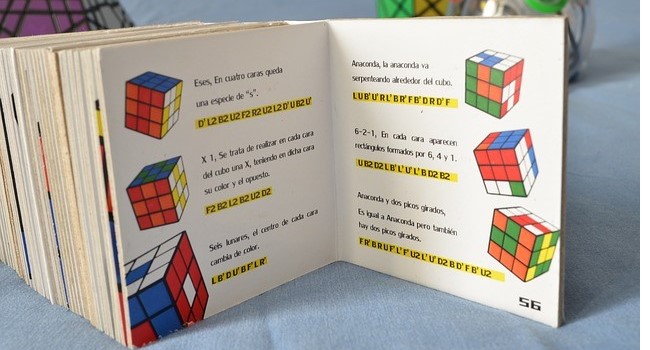 Eses, En cuatro caras queda
una especie de "s".
D' L2 B2 U2 F2 R2 U2 L2 D' U B2 U'
X 1, Se trata de realizar en cada cara
del cubo una X, teniendo en dicha cara
su color y el opuesto.
F2 B2 L2 B2 U2 D2
Seis lunares, el centro de cada cara
cambia de color.
L B' D U' B F' L R'
Anaconda, la anaconda va
serpenteando alrededor del cubo.
L U B' U' R L' B R' F B' D R D' F'
6-2-1, En cada cara aparecen
rectángulos formados por 6, 4 y 1.
U B2 D2 L B' L' U' L' B D2 B2
Anaconda y dos picos girados,
Es igual a Anaconda pero también
hay dos picos girados.
F R' B R U F' L' F' U2 L' U' D2 B D' F B' U2
56